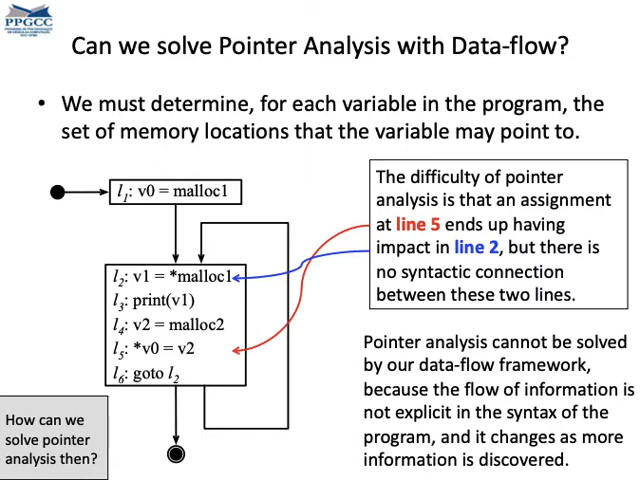 PPGCC
Can we solve Pointer Analysis with Data-flow?
• We must determine, for each variable in the program, the
set of memory locations that the variable may point to.
l1: v0 = malloc1
l2: v1 = *malloc1
l3: print(v1)
l4: v2 = malloc2
l5: *v0 = v2
l6: goto l2
The difficulty of pointer
analysis is that an assignment
at line 5 ends up having
impact in line 2, but there is
no syntactic connection
between these two lines.
Pointer analysis cannot be solved
by our data-flow framework,
because the flow of information is
not explicit in the syntax of the
program, and it changes as more
information is discovered.
How can we
solve pointer
analysis then?